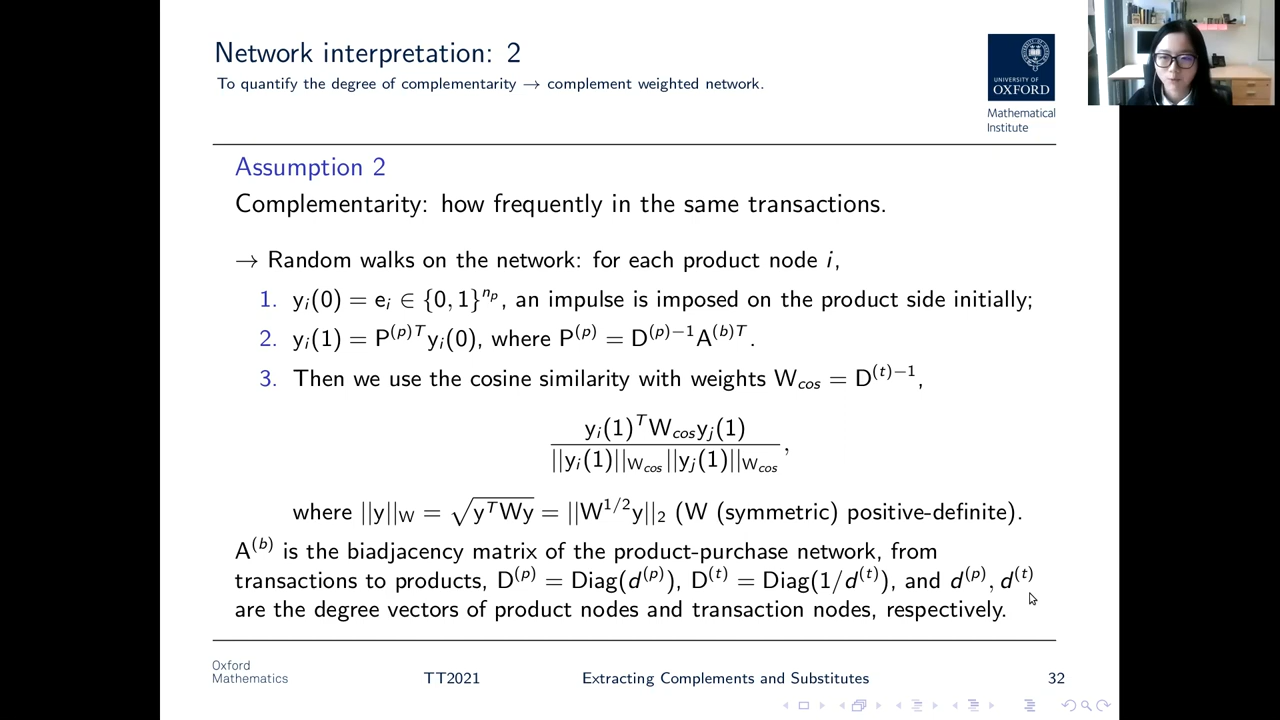 Network interpretation: 2
To quantify the degree of complementarity → complement weighted network.
UNIVERSITY OF
OXFORD
Mathematical
Institute
Assumption 2
Complementarity: how frequently in the same transactions.
→ Random walks on the network: for each product node i,
1. yᵢ(0) = eᵢ ∈ {0, 1}^{n_p}, an impulse is imposed on the product side initially;
2. yᵢ(1) = P^{(p)T}yᵢ(0), where P^{(p)} = D^{(p)−1}A^{(b)T}.
3. Then we use the cosine similarity with weights W_{cos} = D^{(t)−1},
yᵢ(1)^T W_{cos} y_j(1)
||yᵢ(1)||_{W_{cos}} ||y_j(1)||_{W_{cos}} ,
where ||y||_W = √(y^T Wy) = ||W^{1/2}y||₂ (W (symmetric) positive-definite).
A^{(b)} is the biadjacency matrix of the product-purchase network, from
transactions to products, D^{(p)} = Diag(d^{(p)}), D^{(t)} = Diag(1/d^{(t)}), and d^{(p)}, d^{(t)}
are the degree vectors of product nodes and transaction nodes, respectively.
Oxford
Mathematics
TT2021
Extracting Complements and Substitutes
32